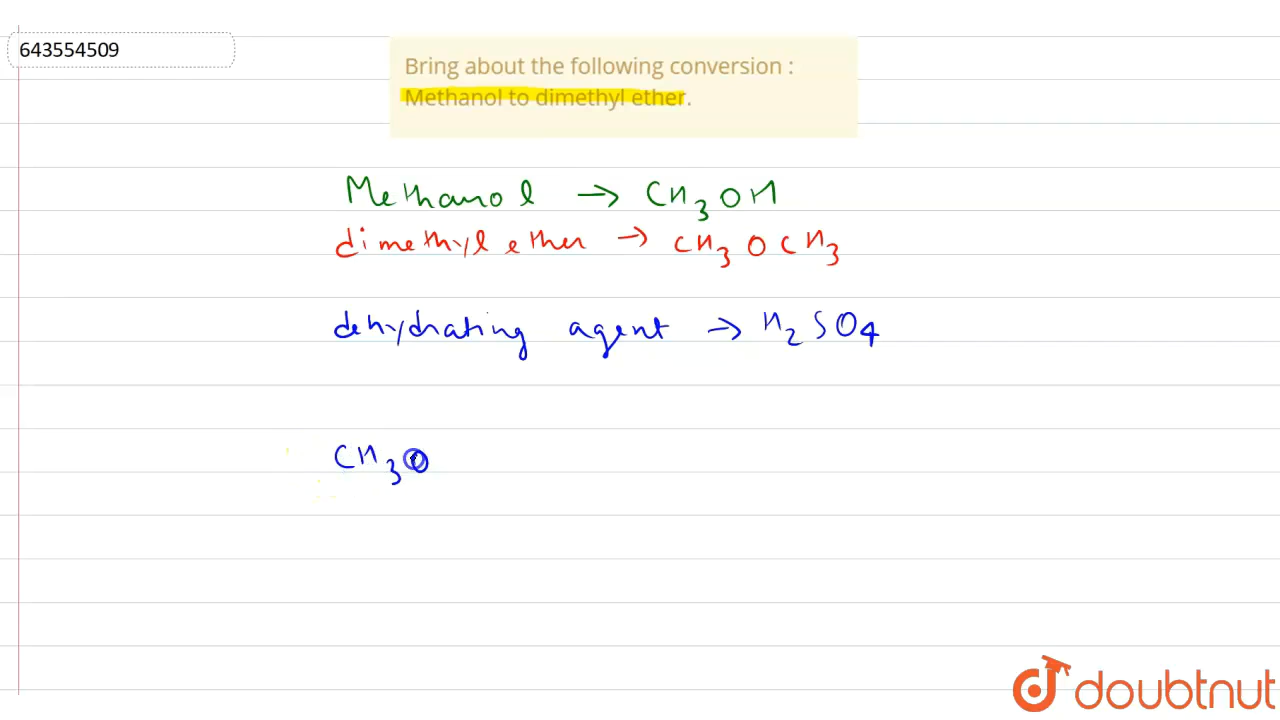 643554509
Bring about the following conversion :
Methanol to dimethyl ether.
Methanol → CH3OH
dimethyl ether → CH3OCH3
dehydrating agent → H2SO4
CH3O
doubtnut